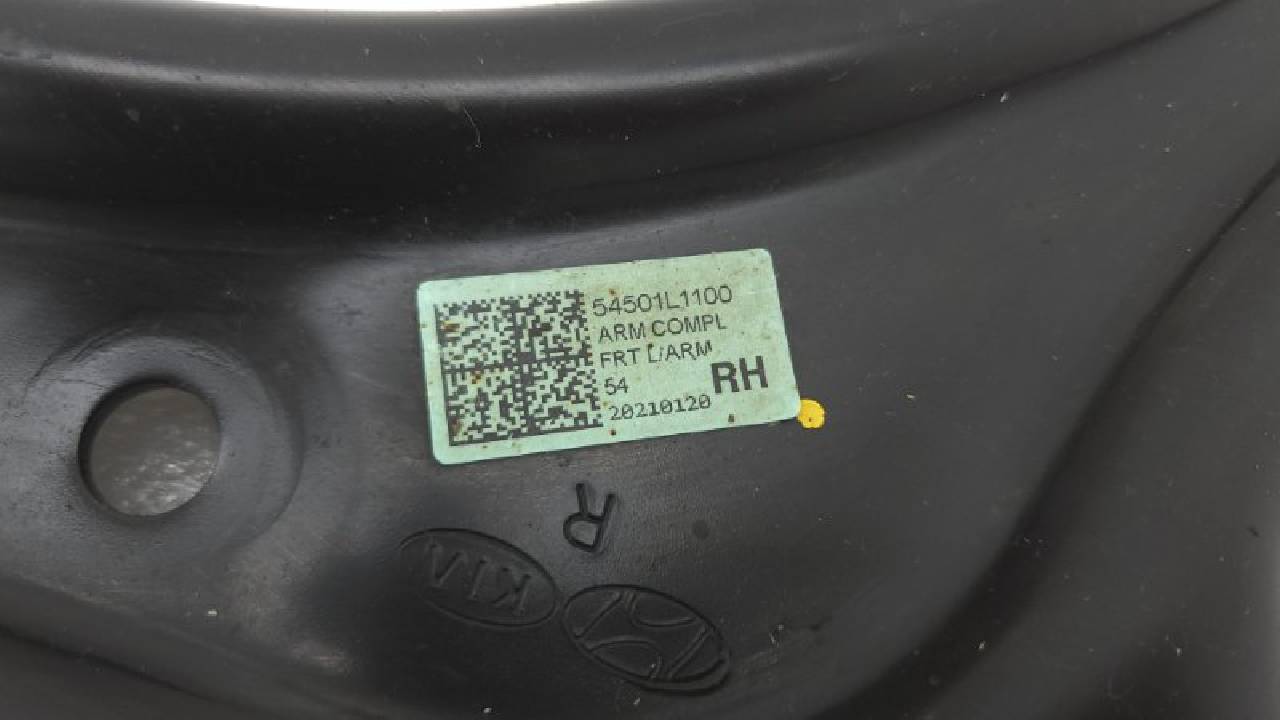 54501L1100
ARM COMPL
FRT L/ARM
54
RH
20210120
R
KIA